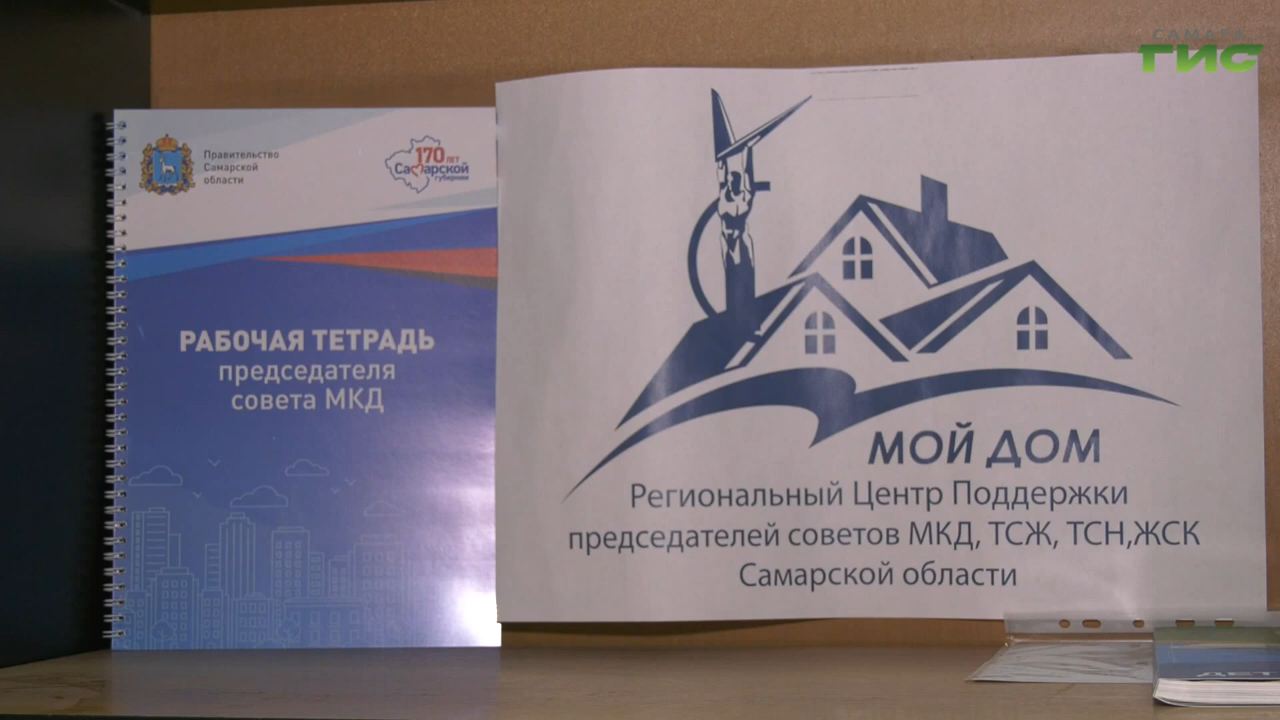 САМАРА
ГИС
Правительство
Самарской
области
170 ЛЕТ
Самарской
губернии
РАБОЧАЯ ТЕТРАДЬ
председателя
совета МКД
МОЙ ДОМ
Региональный Центр Поддержки
председателей советов МКД, ТСЖ, ТСН,ЖСК
Самарской области